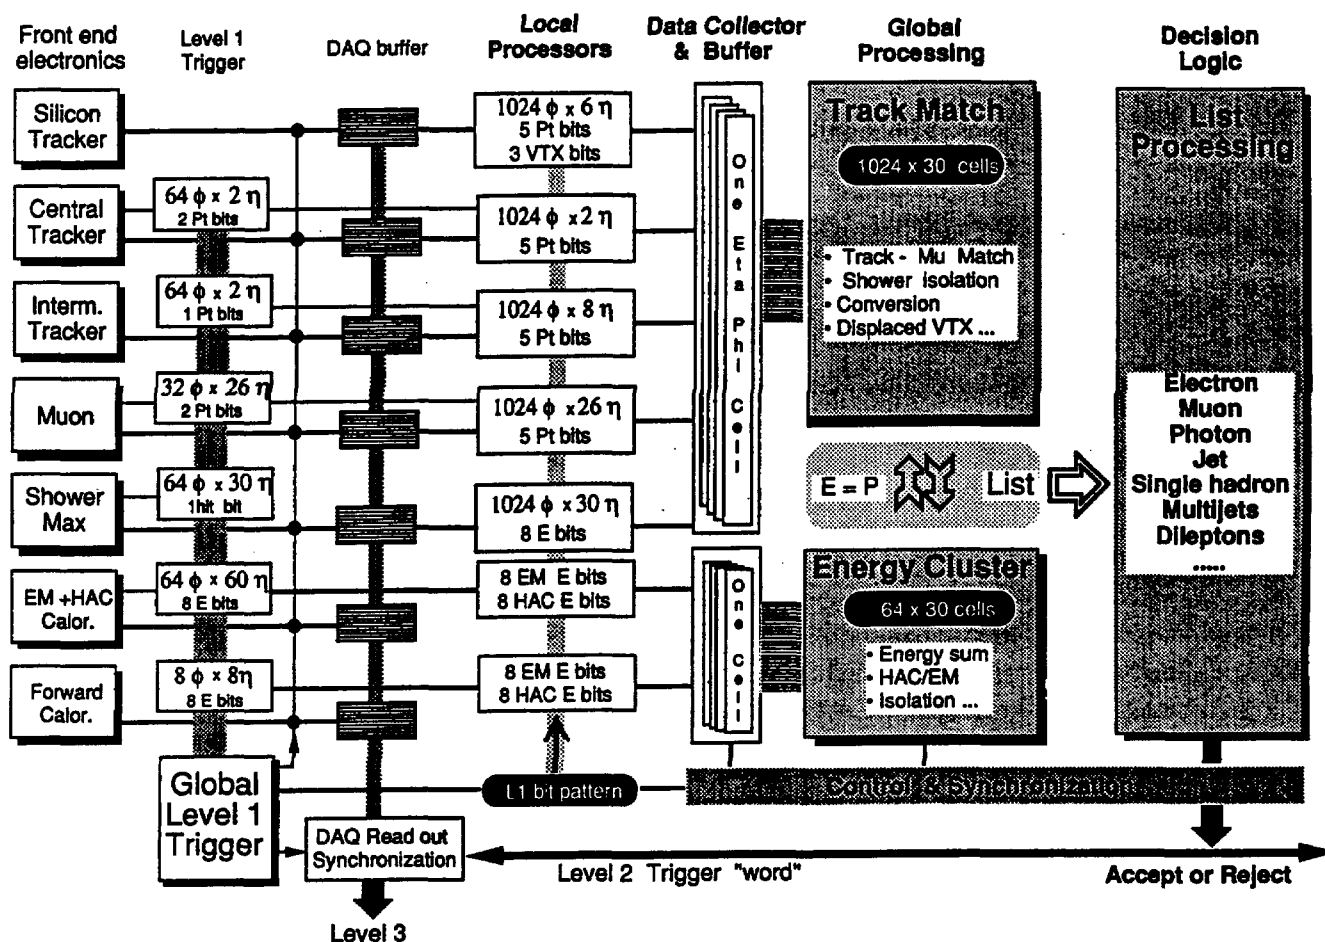 Front end
electronics
Level 1
Trigger
DAQ buffer
Local
Processors
Data Collector
& Buffer
Global
Processing
Decision
Logic
Silicon
Tracker
1024 φ x 6 η
5 Pt bits
3 VTX bits
Central
Tracker
64 φ x 2 η
2 Pt bits
1024 φ x 2 η
5 Pt bits
Interm.
Tracker
64 φ x 2 η
1 Pt bits
1024 φ x 8 η
5 Pt bits
Muon
32 φ x 26 η
2 Pt bits
1024 φ x 26 η
5 Pt bits
Shower
Max
64 φ x 30 η
1hit bit
1024 φ x 30 η
8 E bits
EM +HAC
Calor.
64 φ x 60 η
8 E bits
8 EM E bits
8 HAC E bits
Forward
Calor.
8 φ x 8η
8 E bits
8 EM E bits
8 HAC E bits
One Eta Phi Cell
One Cell
Track Match
1024 x 30 cells
• Track - Mu Match
• Shower isolation
• Conversion
• Displaced VTX ...
E = P
List
Energy Cluster
64 x 30 cells
• Energy sum
• HAC/EM
• Isolation ...
List
Processing
Electron
Muon
Photon
Jet
Single hadron
Multijets
Dileptons
.....
Global
Level 1
Trigger
L1 bit pattern
Control & Synchronization
DAQ Read out
Synchronization
Level 2 Trigger "word"
Accept or Reject
Level 3